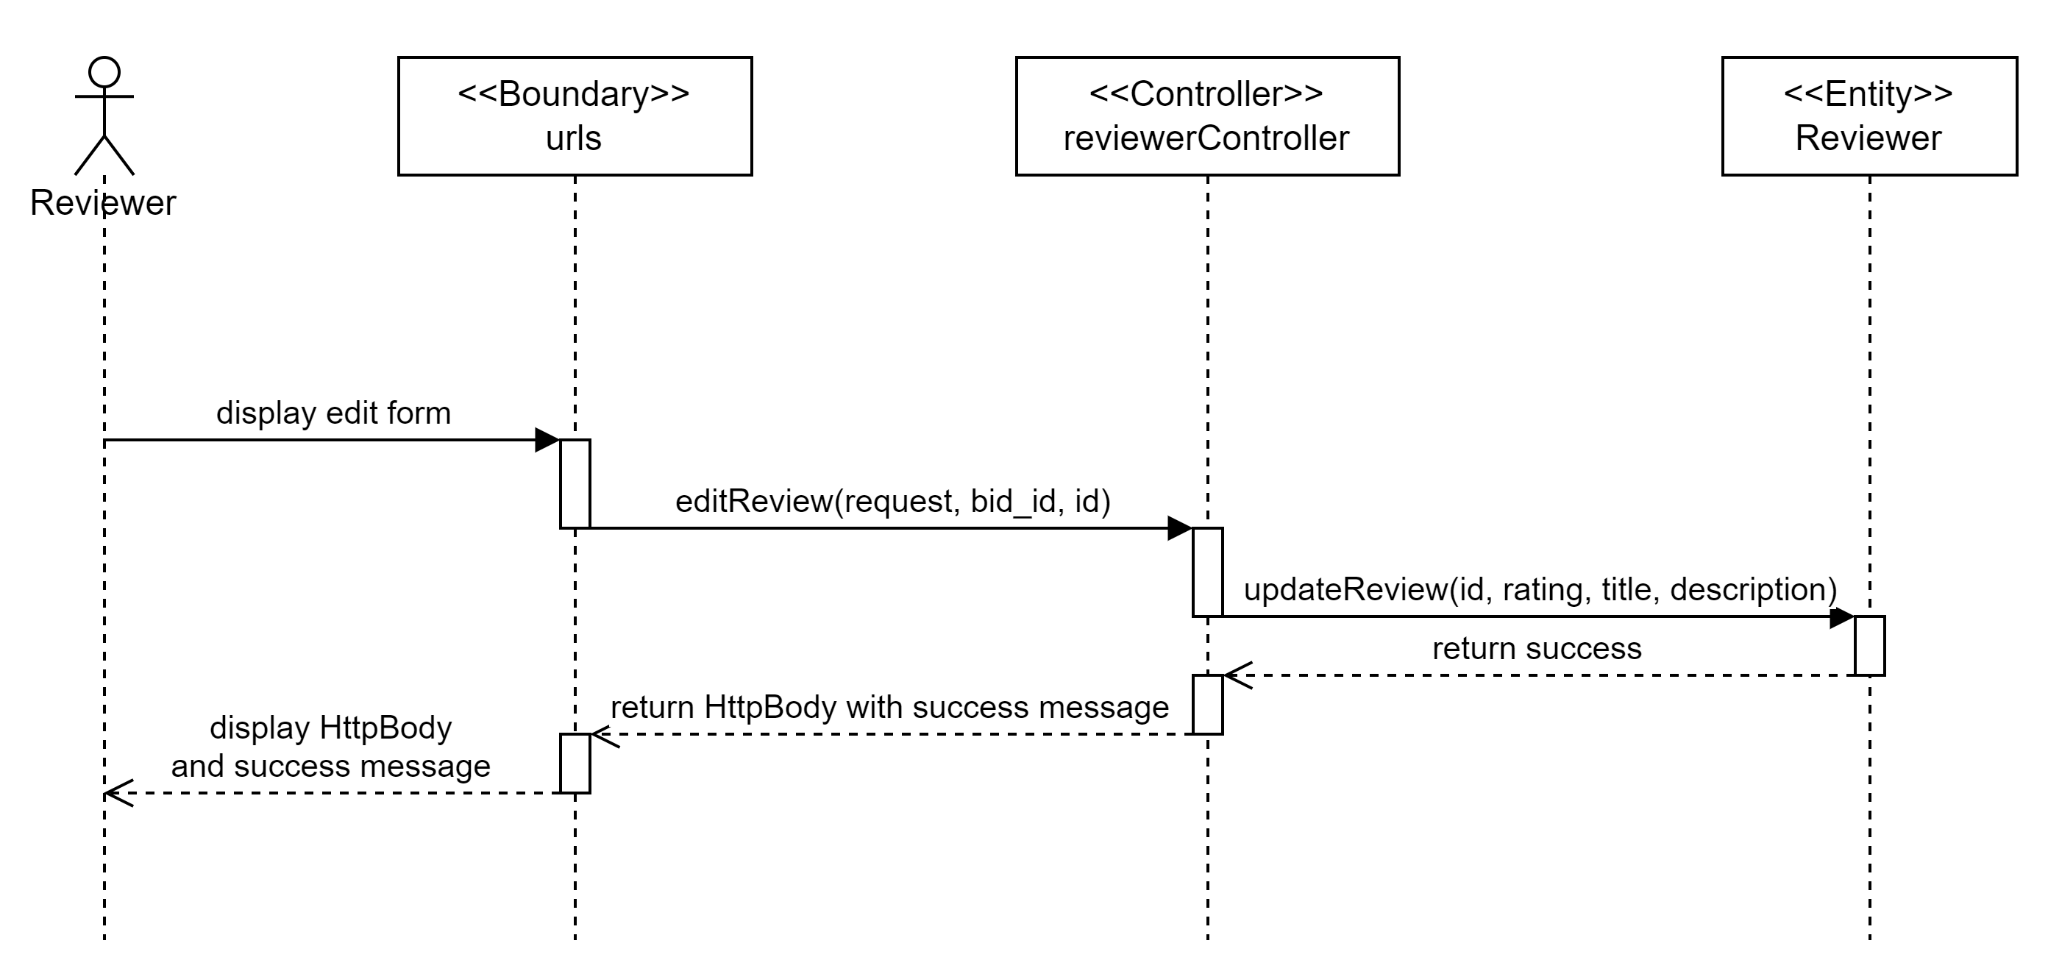 <<Boundary>>
urls
<<Controller>>
reviewerController
<<Entity>>
Reviewer
Reviewer
display edit form
editReview(request, bid_id, id)
updateReview(id, rating, title, description)
return success
return HttpBody with success message
display HttpBody
and success message